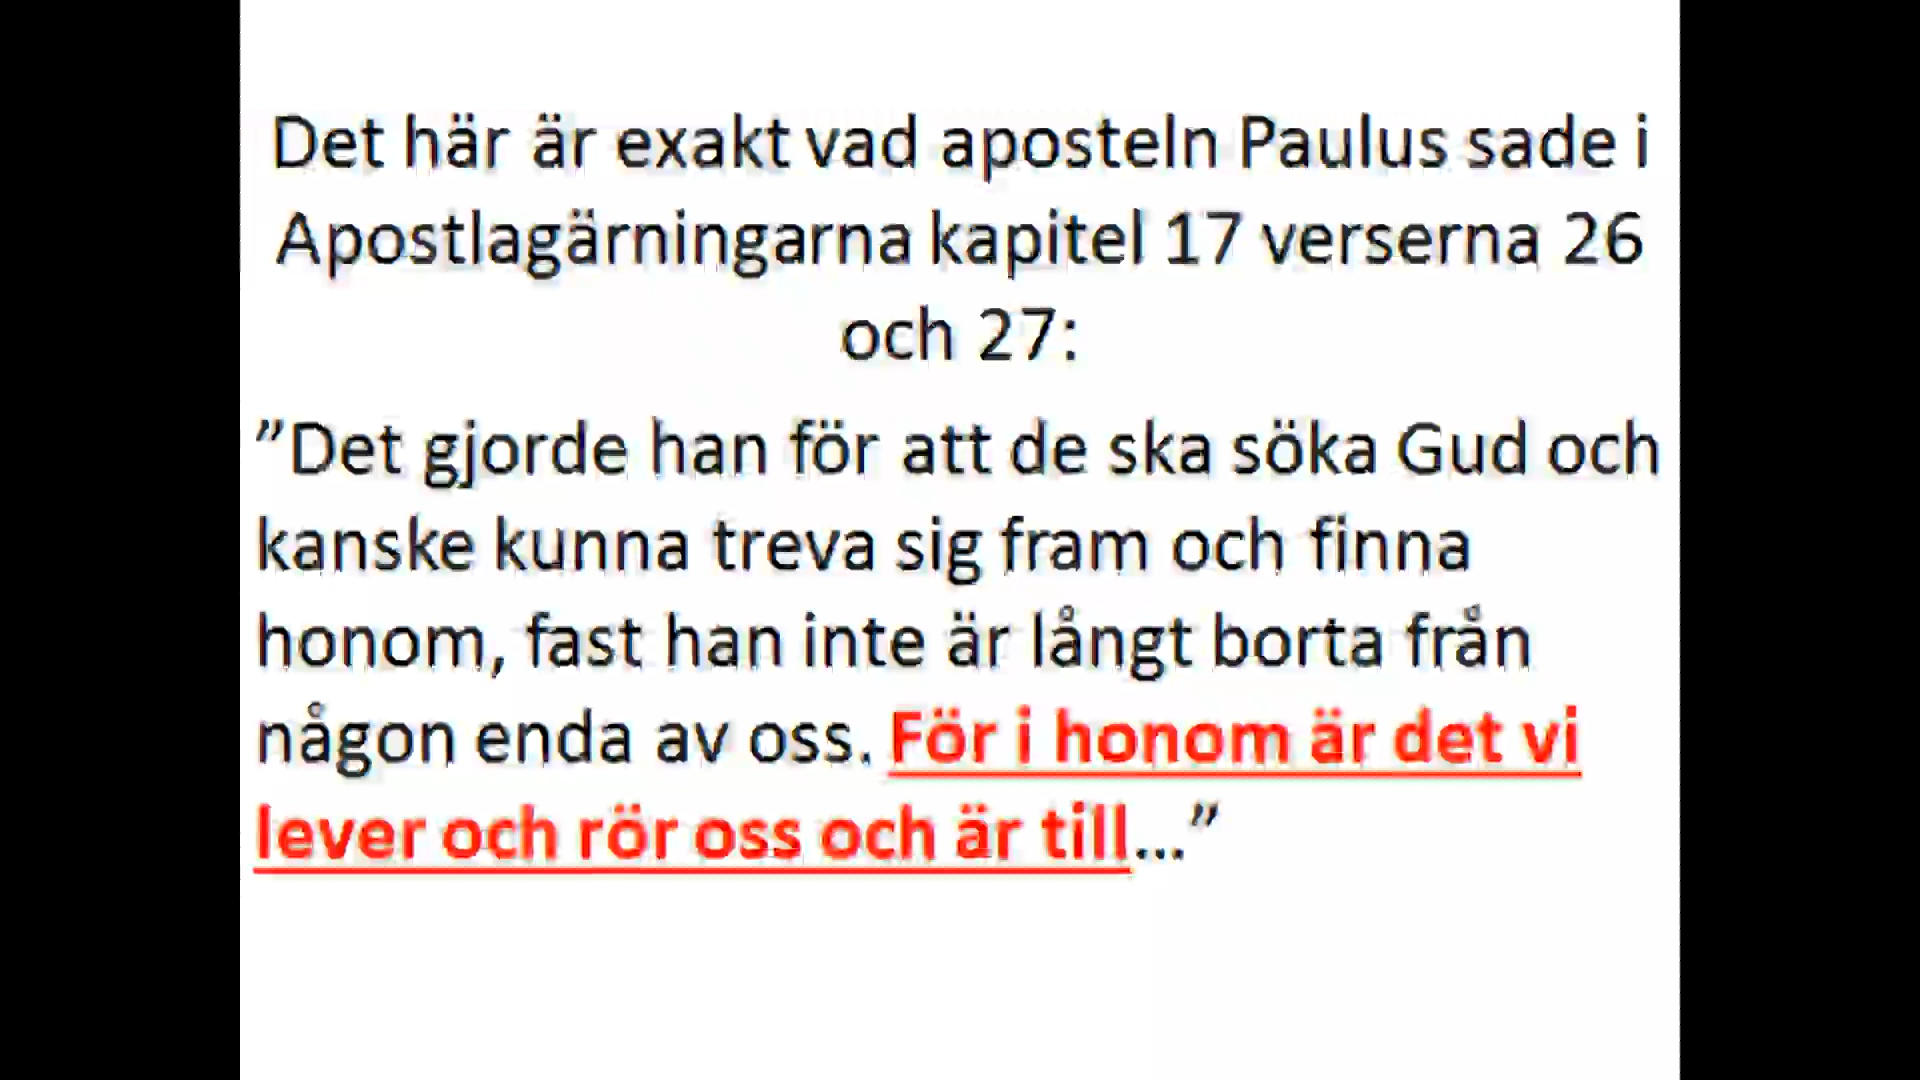 Det här är exakt vad aposteln Paulus sade i
Apostlagärningarna kapitel 17 verserna 26
och 27:
”Det gjorde han för att de ska söka Gud och
kanske kunna treva sig fram och finna
honom, fast han inte är långt borta från
någon enda av oss. För i honom är det vi
lever och rör oss och är till...”